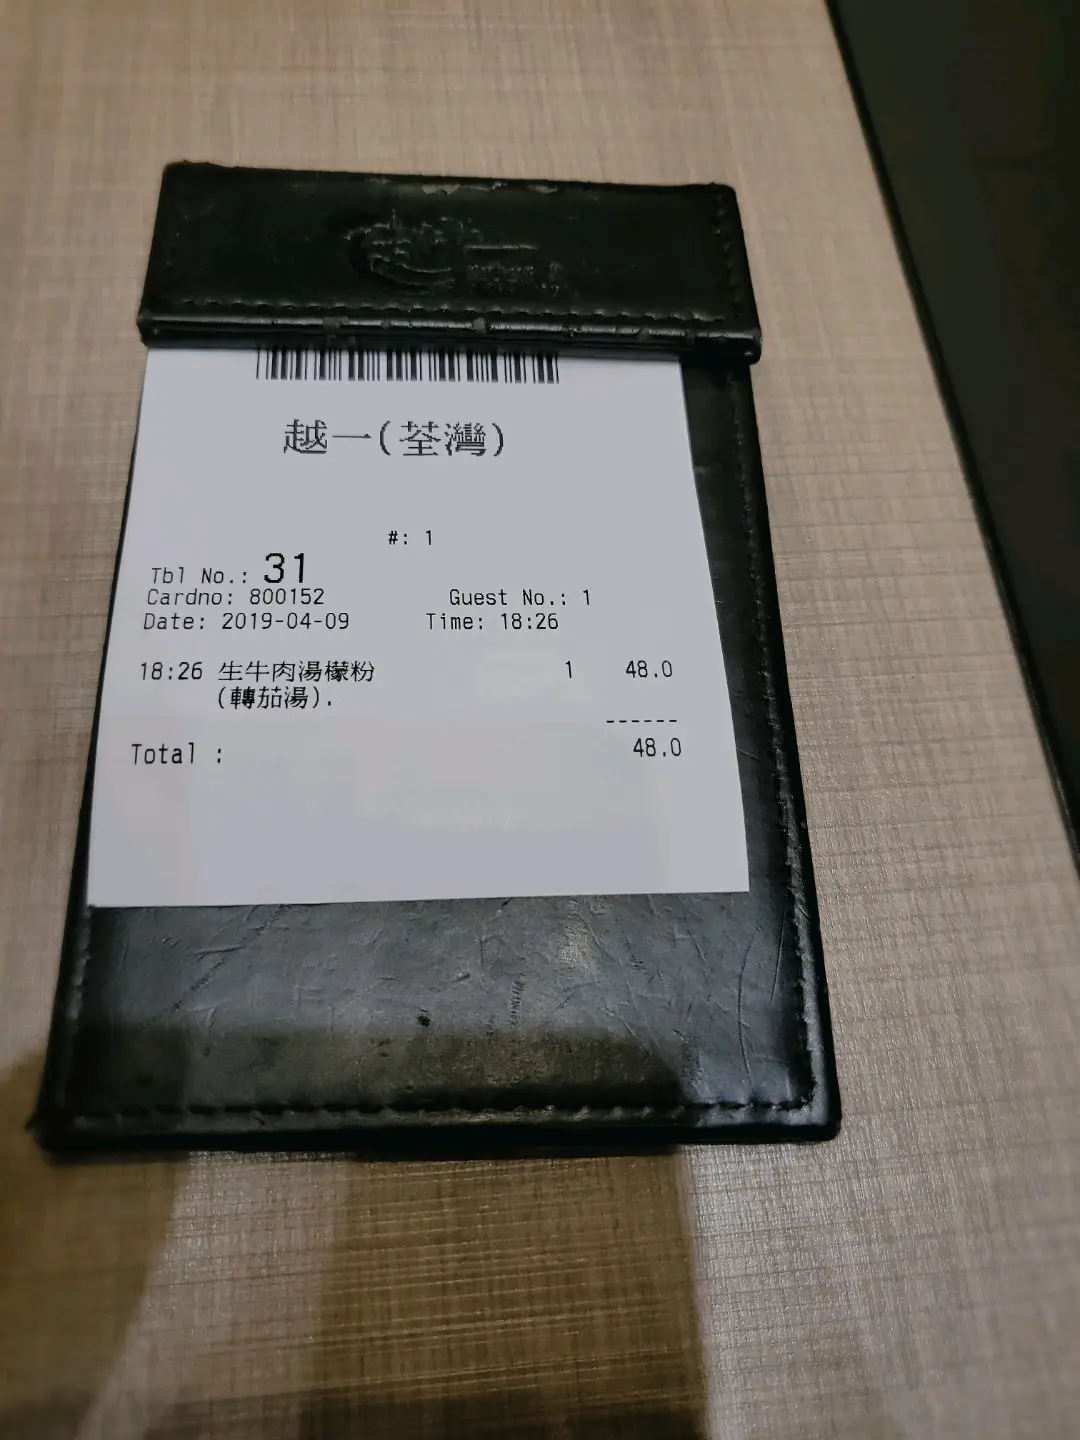 越一(荃灣)
#: 1
Tbl No.: 31
Cardno: 800152 Guest No.: 1
Date: 2019-04-09 Time: 18:26
18:26 生牛肉湯檬粉 1 48.0
(轉茄湯).
------
Total : 48.0